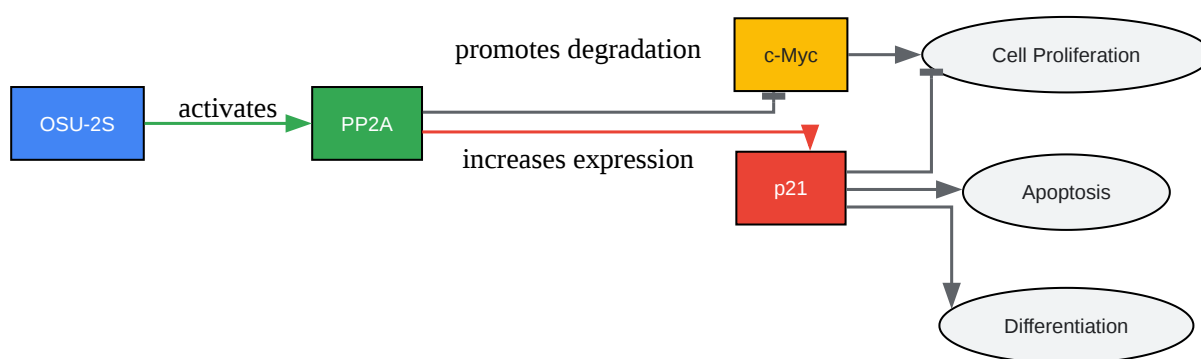 promotes degradation
c-Myc
Cell Proliferation
OSU-2S
activates
PP2A
increases expression
p21
Apoptosis
Differentiation